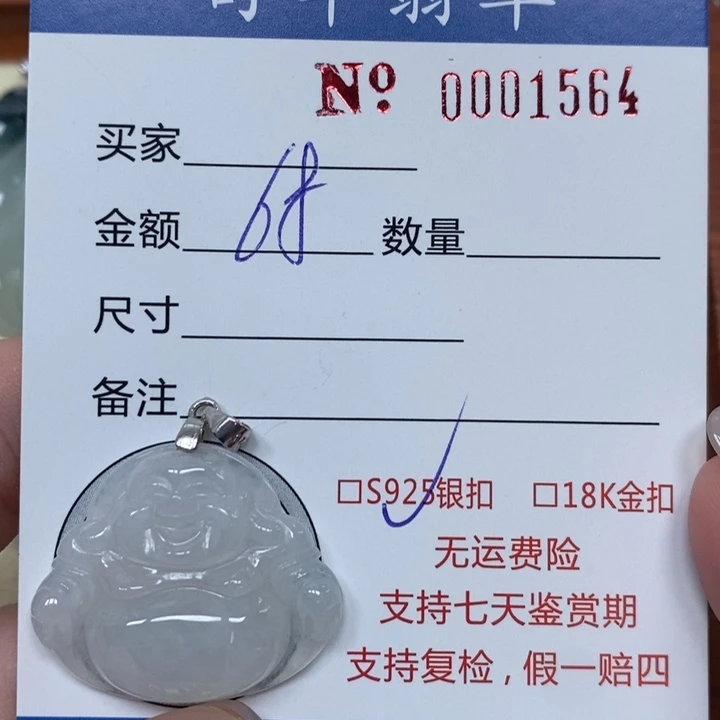 翡翠
№ 0001564
买家
金额 68 数量
尺寸
备注
□S925银扣 □18K金扣
无运费险
支持七天鉴赏期
支持复检，假一赔四